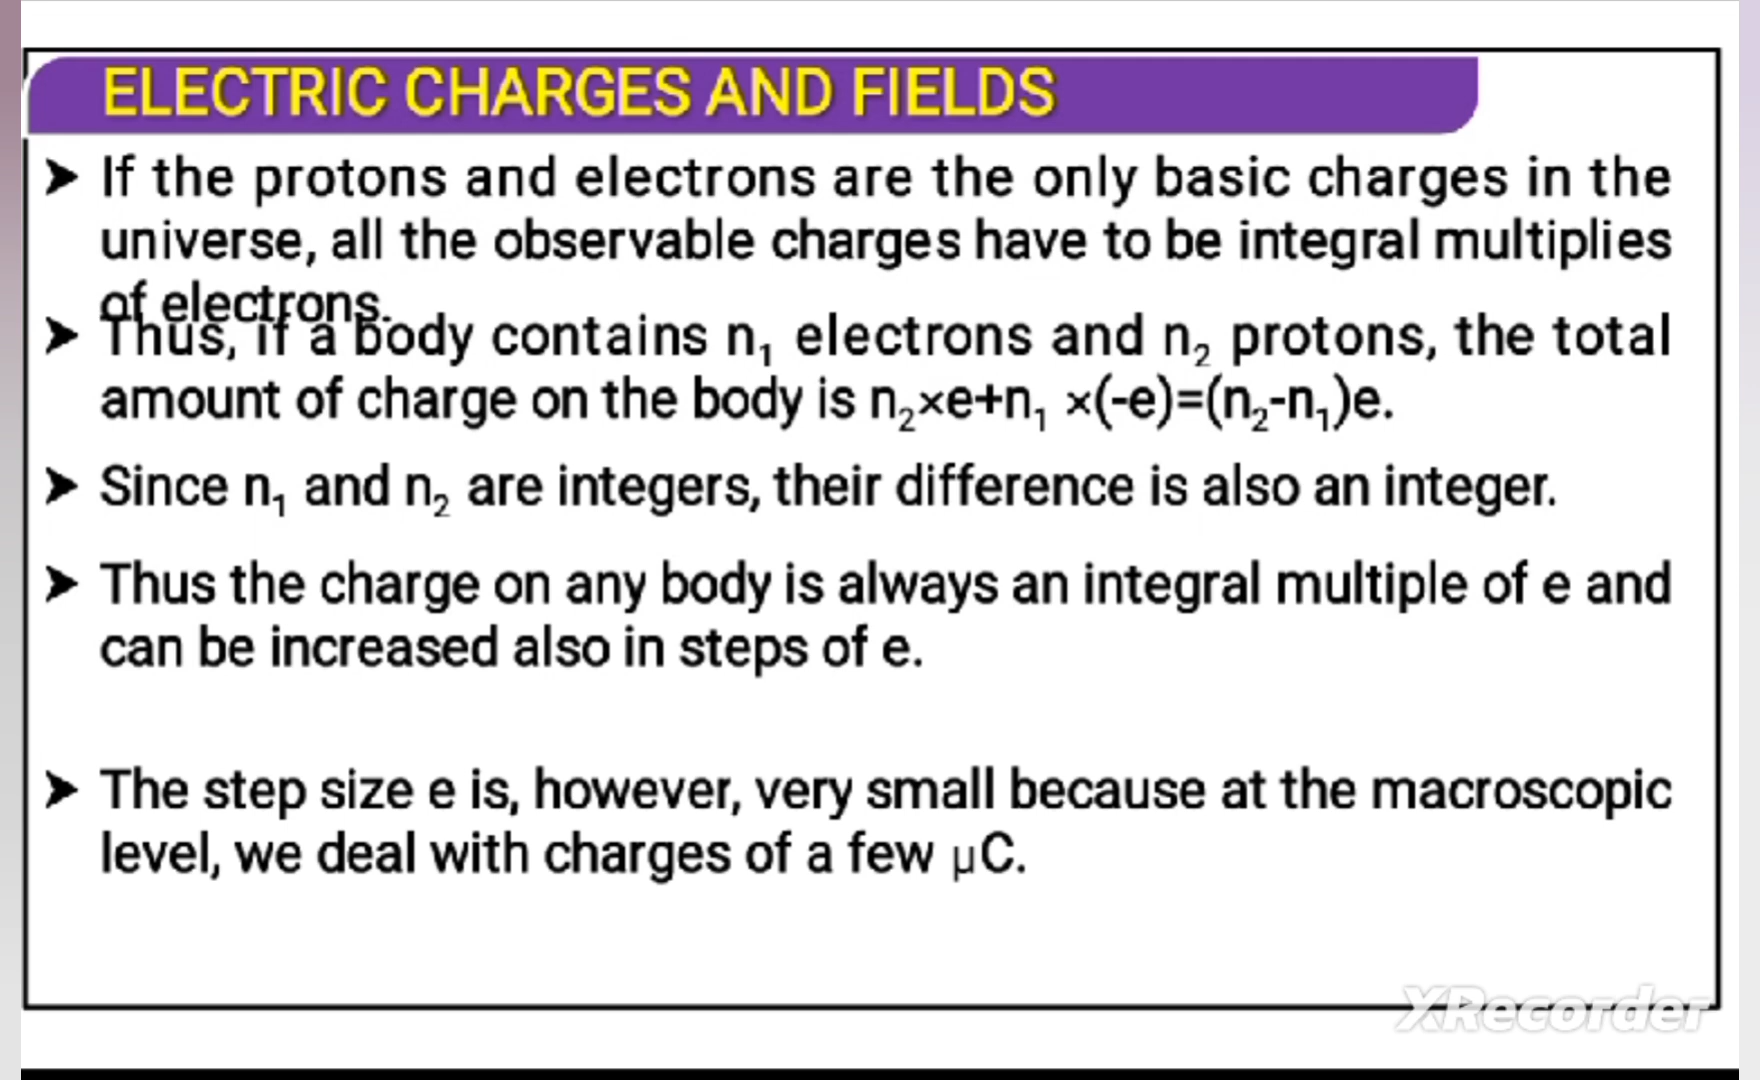 ELECTRIC CHARGES AND FIELDS
➤ If the protons and electrons are the only basic charges in the
universe, all the observable charges have to be integral multiplies
of electrons.
➤ Thus, if a body contains n₁ electrons and n₂ protons, the total
amount of charge on the body is n₂×e+n₁ ×(-e)=(n₂-n₁)e.
➤ Since n₁ and n₂ are integers, their difference is also an integer.
➤ Thus the charge on any body is always an integral multiple of e and
can be increased also in steps of e.
➤ The step size e is, however, very small because at the macroscopic
level, we deal with charges of a few μC.
XRecorder